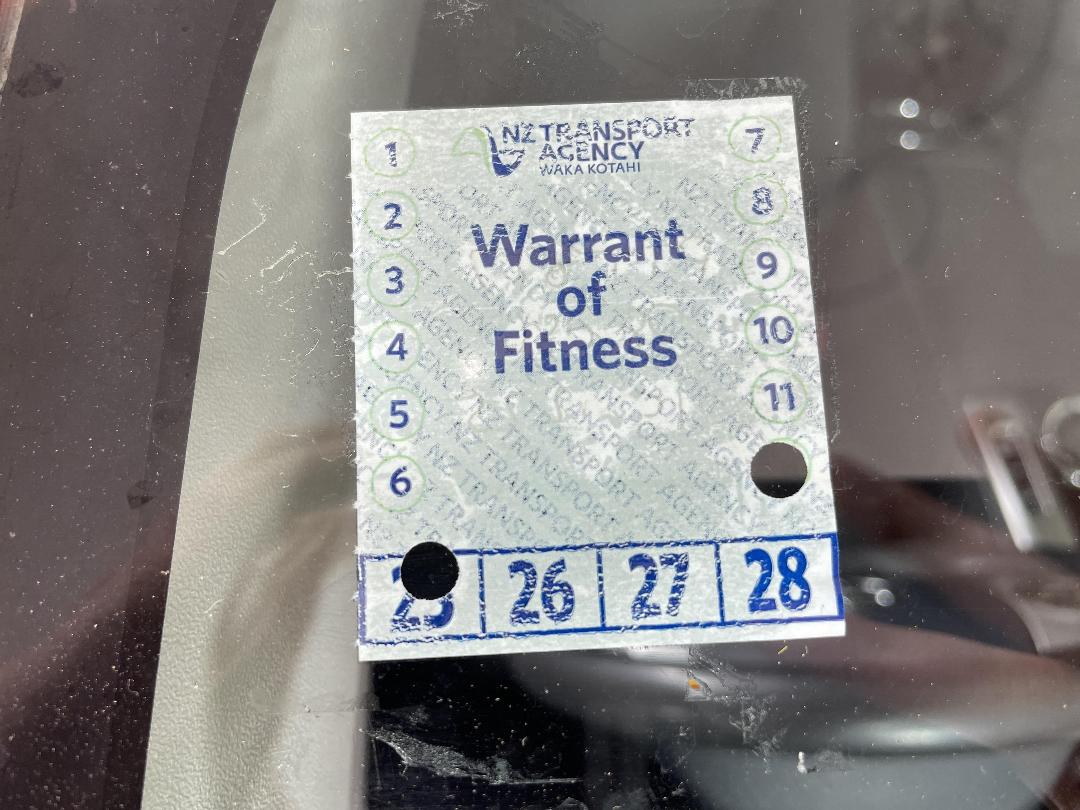 1
2
3
4
5
6
NZ TRANSPORT
AGENCY
WAKA KOTAHI
Warrant
of
Fitness
7
8
9
10
11
25 26 27 28